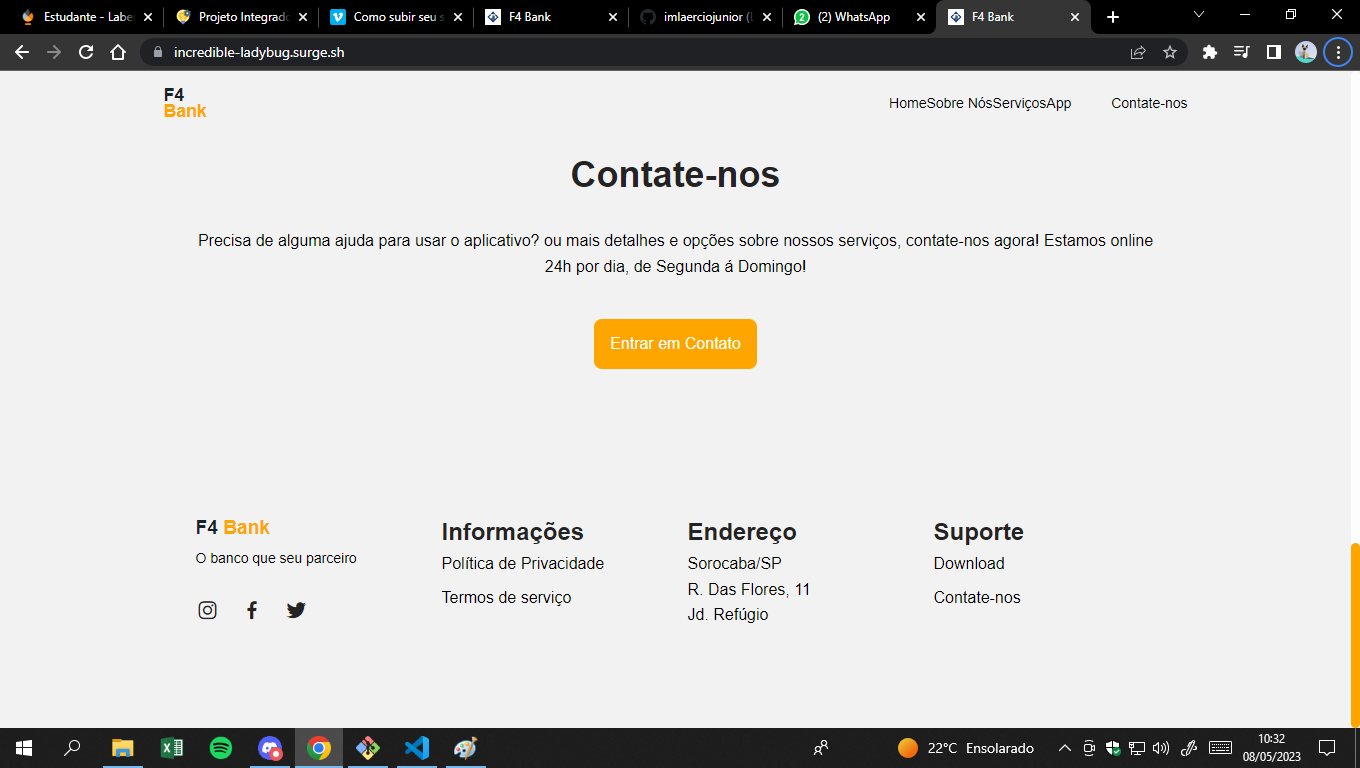 Estudante - Labe
Projeto Integrado
Como subir seu s
F4 Bank
imlaerciojunior (L
(2) WhatsApp
F4 Bank
incredible-ladybug.surge.sh
F4
Bank
HomeSobre NósServiçosApp
Contate-nos
Contate-nos
Precisa de alguma ajuda para usar o aplicativo? ou mais detalhes e opções sobre nossos serviços, contate-nos agora! Estamos online
24h por dia, de Segunda á Domingo!
Entrar em Contato
F4 Bank
O banco que seu parceiro
Informações
Política de Privacidade
Termos de serviço
Endereço
Sorocaba/SP
R. Das Flores, 11
Jd. Refúgio
Suporte
Download
Contate-nos
22°C Ensolarado
10:32
08/05/2023